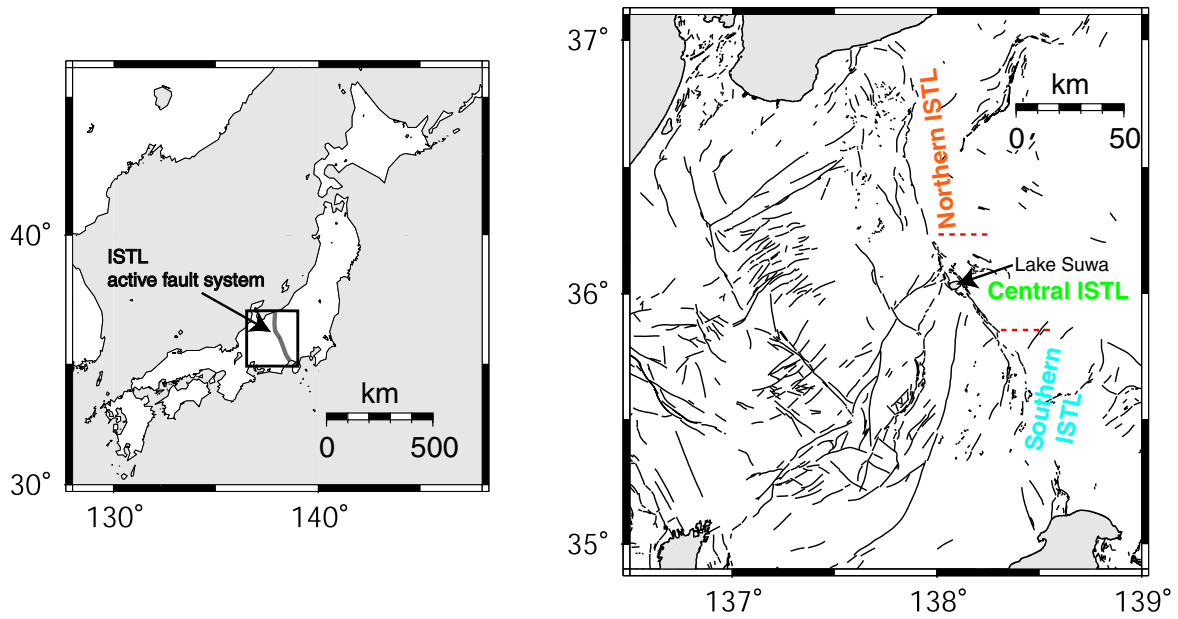 40°
30°
130°
140°
ISTL
active fault system
km
0 500
37°
36°
35°
137°
138°
139°
km
0 50
Northern ISTL
Lake Suwa
Central ISTL
Southern
ISTL